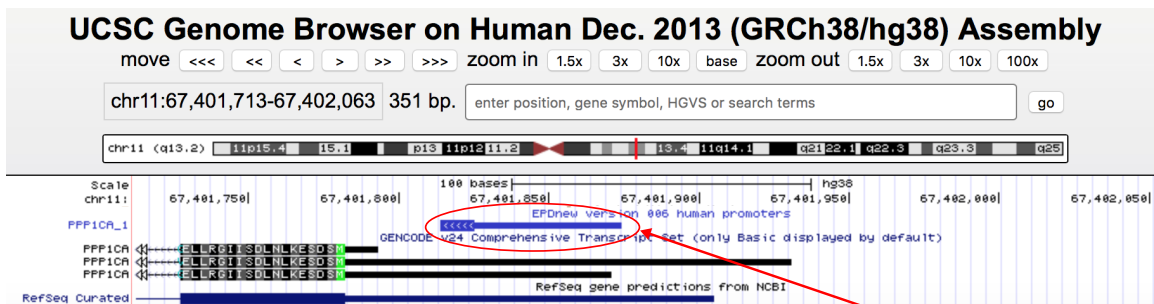 UCSC Genome Browser on Human Dec. 2013 (GRCh38/hg38) Assembly
move <<< << < > >> >>> zoom in 1.5x 3x 10x base zoom out 1.5x 3x 10x 100x
chr11:67,401,713-67,402,063 351 bp. enter position, gene symbol, HGVS or search terms go
chr11 (q13.2) 11p15.4 15.1 p13 11p12 11.2 13.4 11q14.1 q21 22.1 q22.3 q23.3 q25
Scale 100 bases hg38
chr11: 67,401,750 67,401,800 67,401,850 67,401,900 67,401,950 67,402,000 67,402,050
EPDnew version 006 human promoters
PPP1CA_1 <<<<<
GENCODE v24 Comprehensive Transcript Set (only Basic displayed by default)
PPP1CA ELLRGIISDLNLKESDSM
PPP1CA ELLRGIISDLNLKESDSM
PPP1CA ELLRGIISDLNLKESDSM
RefSeq gene predictions from NCBI
RefSeq Curated